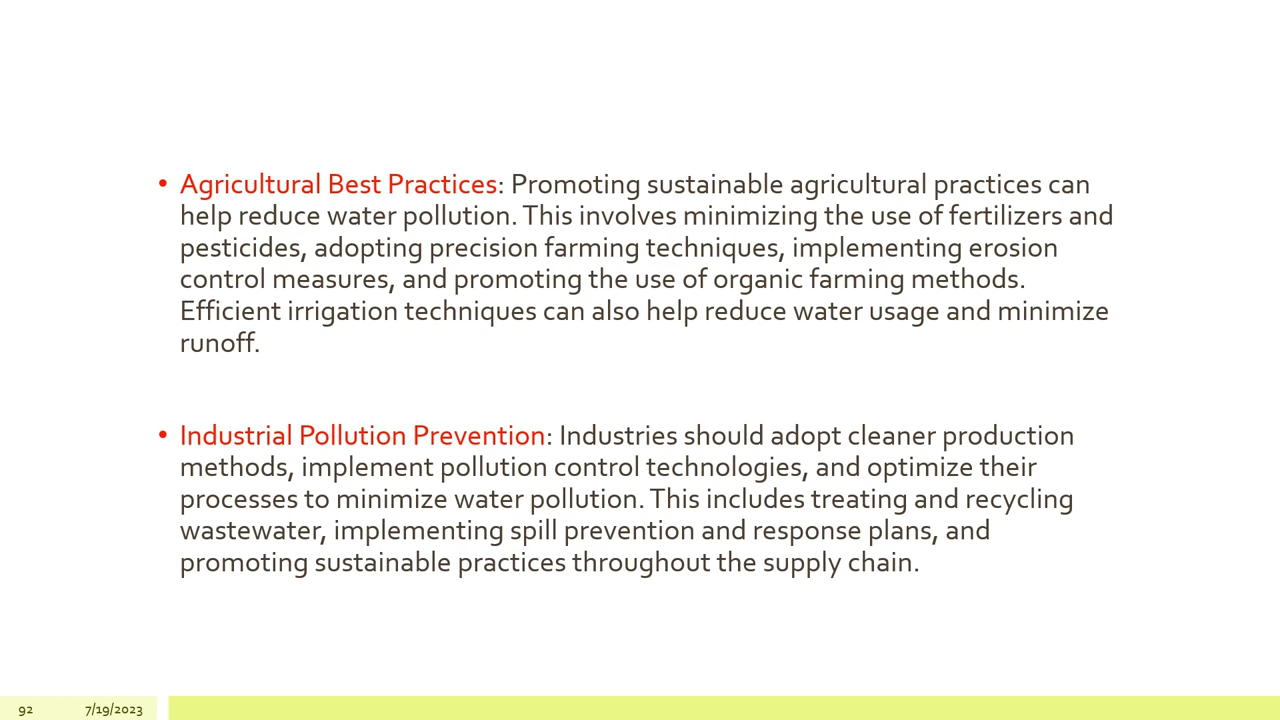 • Agricultural Best Practices: Promoting sustainable agricultural practices can
help reduce water pollution. This involves minimizing the use of fertilizers and
pesticides, adopting precision farming techniques, implementing erosion
control measures, and promoting the use of organic farming methods.
Efficient irrigation techniques can also help reduce water usage and minimize
runoff.
• Industrial Pollution Prevention: Industries should adopt cleaner production
methods, implement pollution control technologies, and optimize their
processes to minimize water pollution. This includes treating and recycling
wastewater, implementing spill prevention and response plans, and
promoting sustainable practices throughout the supply chain.
92 7/19/2023